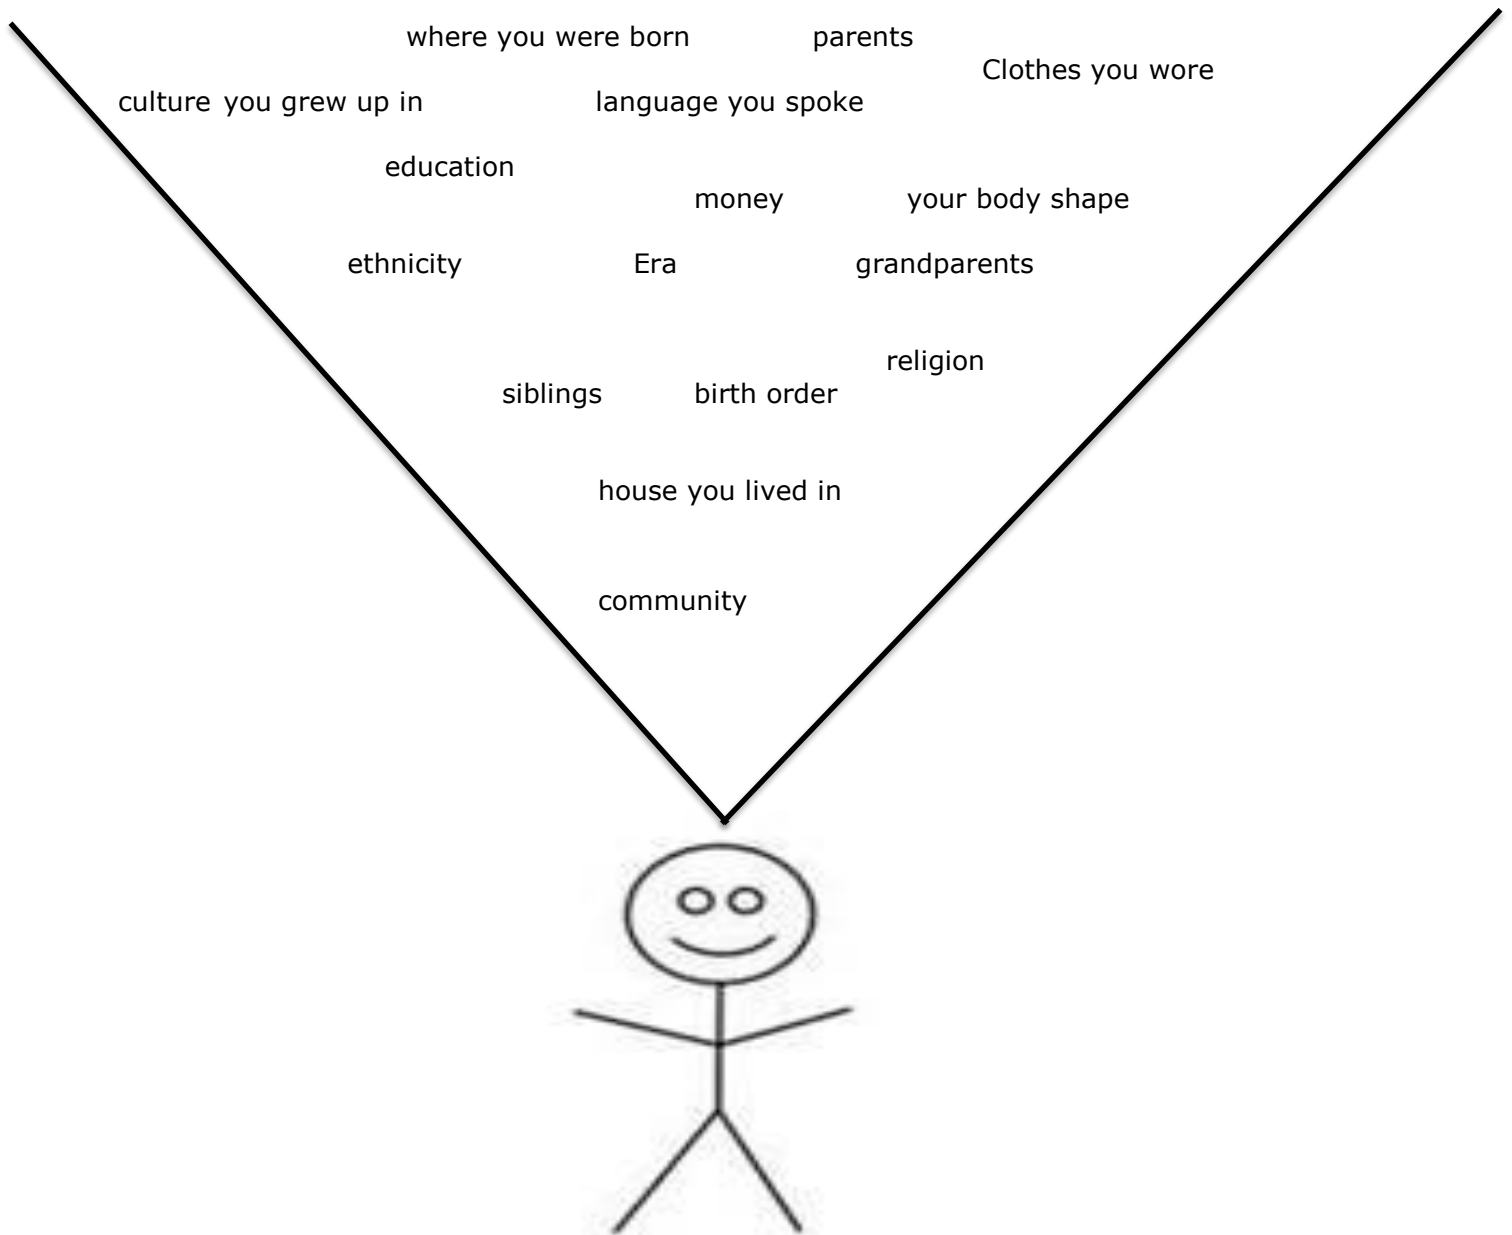 where you were born parents
Clothes you wore
culture you grew up in language you spoke
education
money your body shape
ethnicity Era grandparents
religion
siblings birth order
house you lived in
community